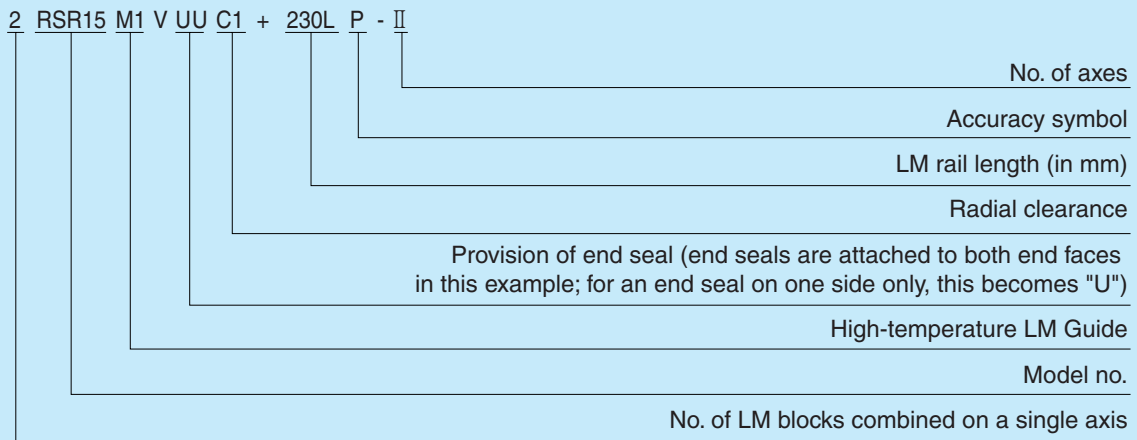 2 RSR15 M1 V UU C1 + 230L P - Ⅱ
No. of axes
Accuracy symbol
LM rail length (in mm)
Radial clearance
Provision of end seal (end seals are attached to both end faces
in this example; for an end seal on one side only, this becomes "U")
High-temperature LM Guide
Model no.
No. of LM blocks combined on a single axis